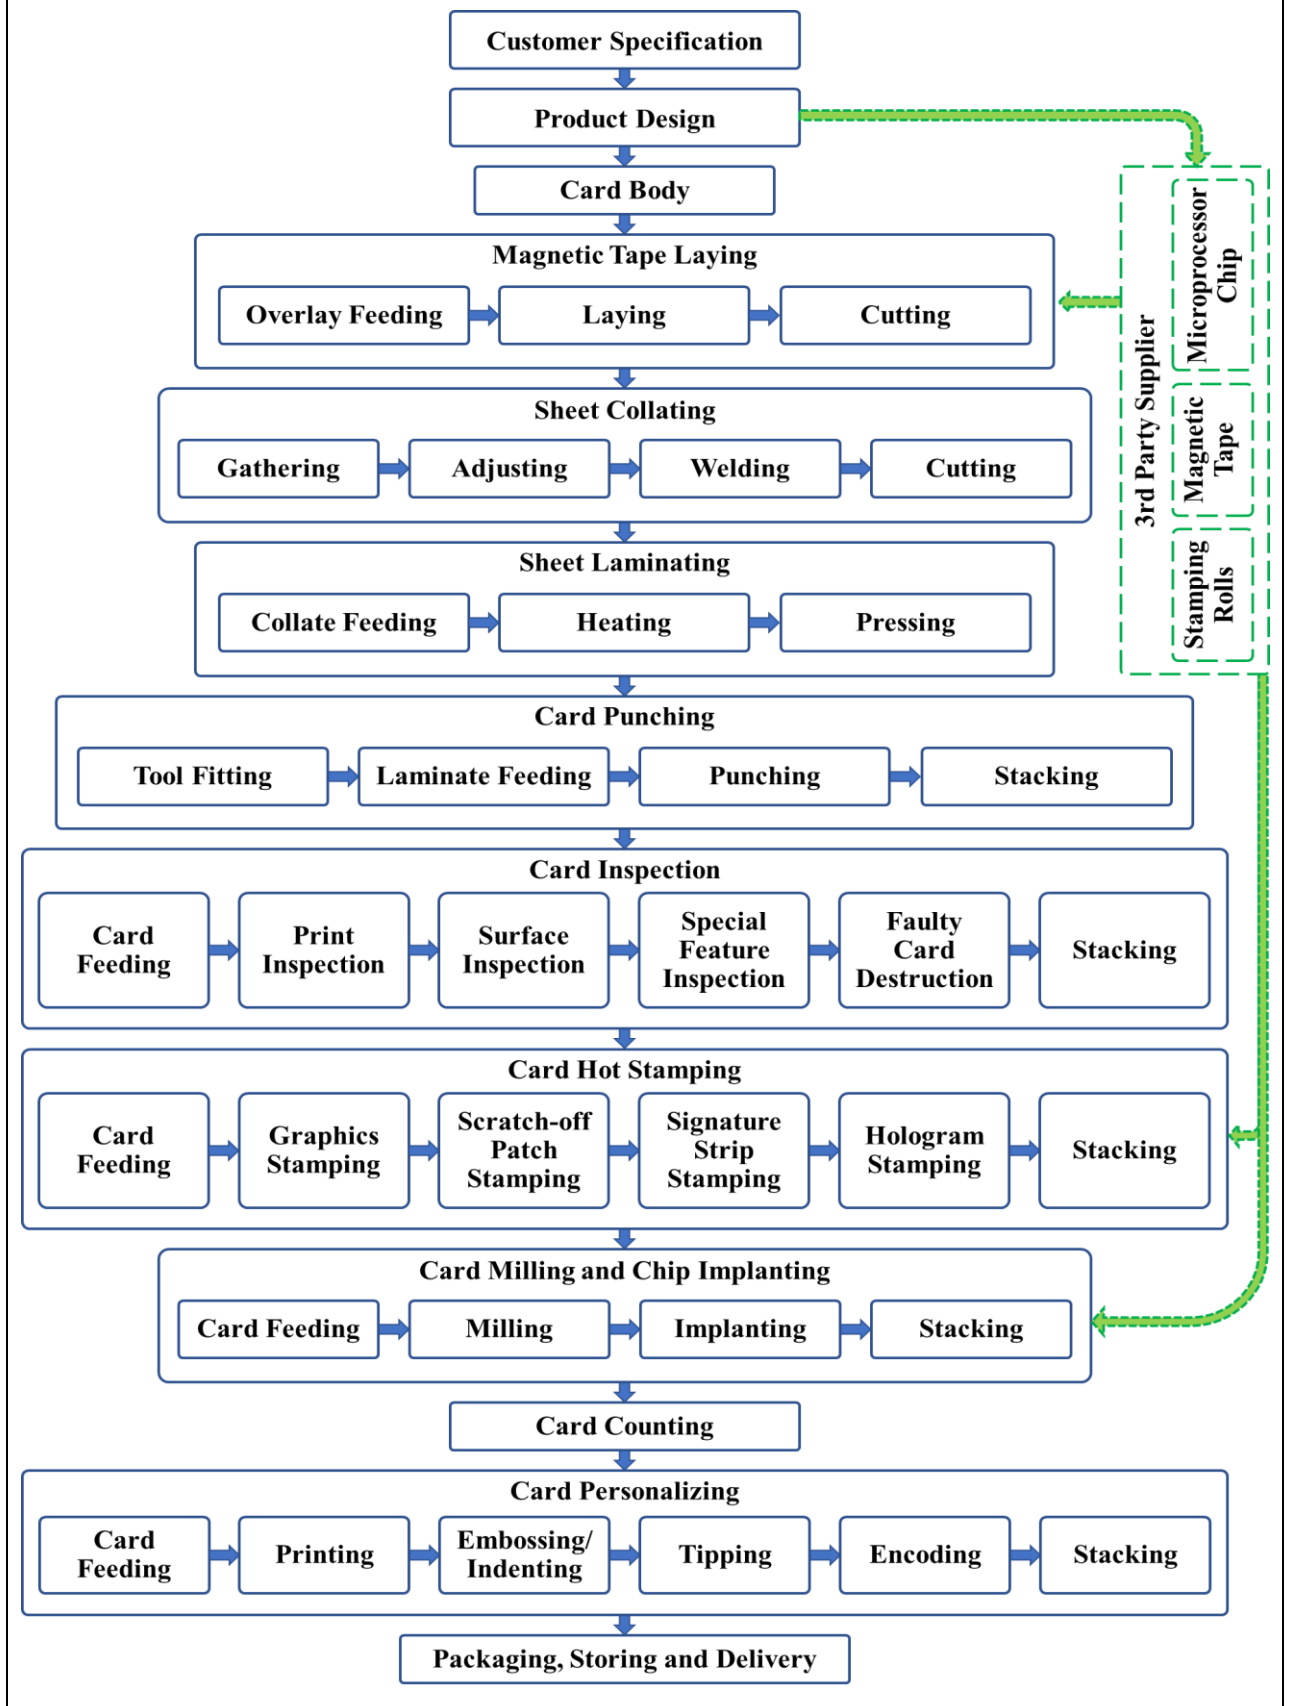 Customer Specification
Product Design
Card Body
Magnetic Tape Laying
Overlay Feeding
Laying
Cutting
3rd Party Supplier
Microprocessor
Chip
Magnetic
Tape
Stamping
Rolls
Sheet Collating
Gathering
Adjusting
Welding
Cutting
Sheet Laminating
Collate Feeding
Heating
Pressing
Card Punching
Tool Fitting
Laminate Feeding
Punching
Stacking
Card Inspection
Card
Feeding
Print
Inspection
Surface
Inspection
Special
Feature
Inspection
Faulty
Card
Destruction
Stacking
Card Hot Stamping
Card
Feeding
Graphics
Stamping
Scratch-off
Patch
Stamping
Signature
Strip
Stamping
Hologram
Stamping
Stacking
Card Milling and Chip Implanting
Card Feeding
Milling
Implanting
Stacking
Card Counting
Card Personalizing
Card
Feeding
Printing
Embossing/
Indenting
Tipping
Encoding
Stacking
Packaging, Storing and Delivery